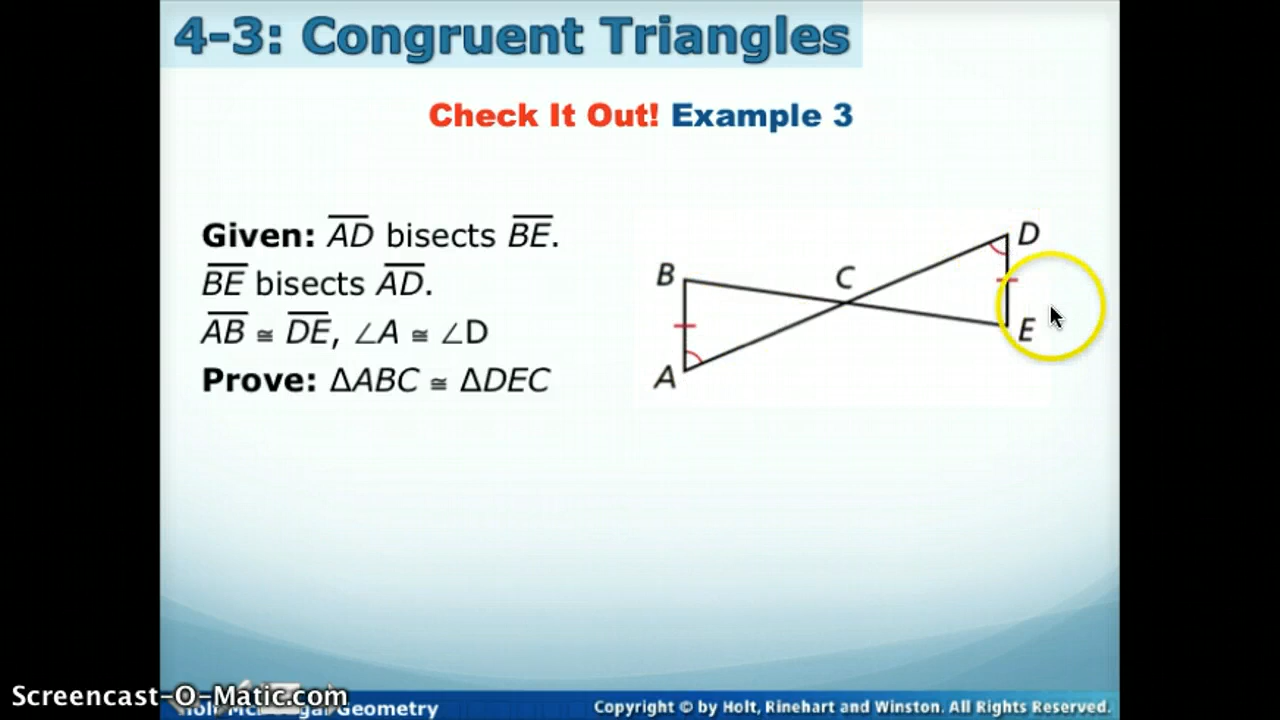 4-3: Congruent Triangles
Check It Out! Example 3
Given: AD bisects BE.
BE bisects AD.
AB ≅ DE, ∠A ≅ ∠D
Prove: ΔABC ≅ ΔDEC
B
C
D
A
E
Screencast-O-Matic.com
Geometry
Copyright © by Holt, Rinehart and Winston. All Rights Reserved.